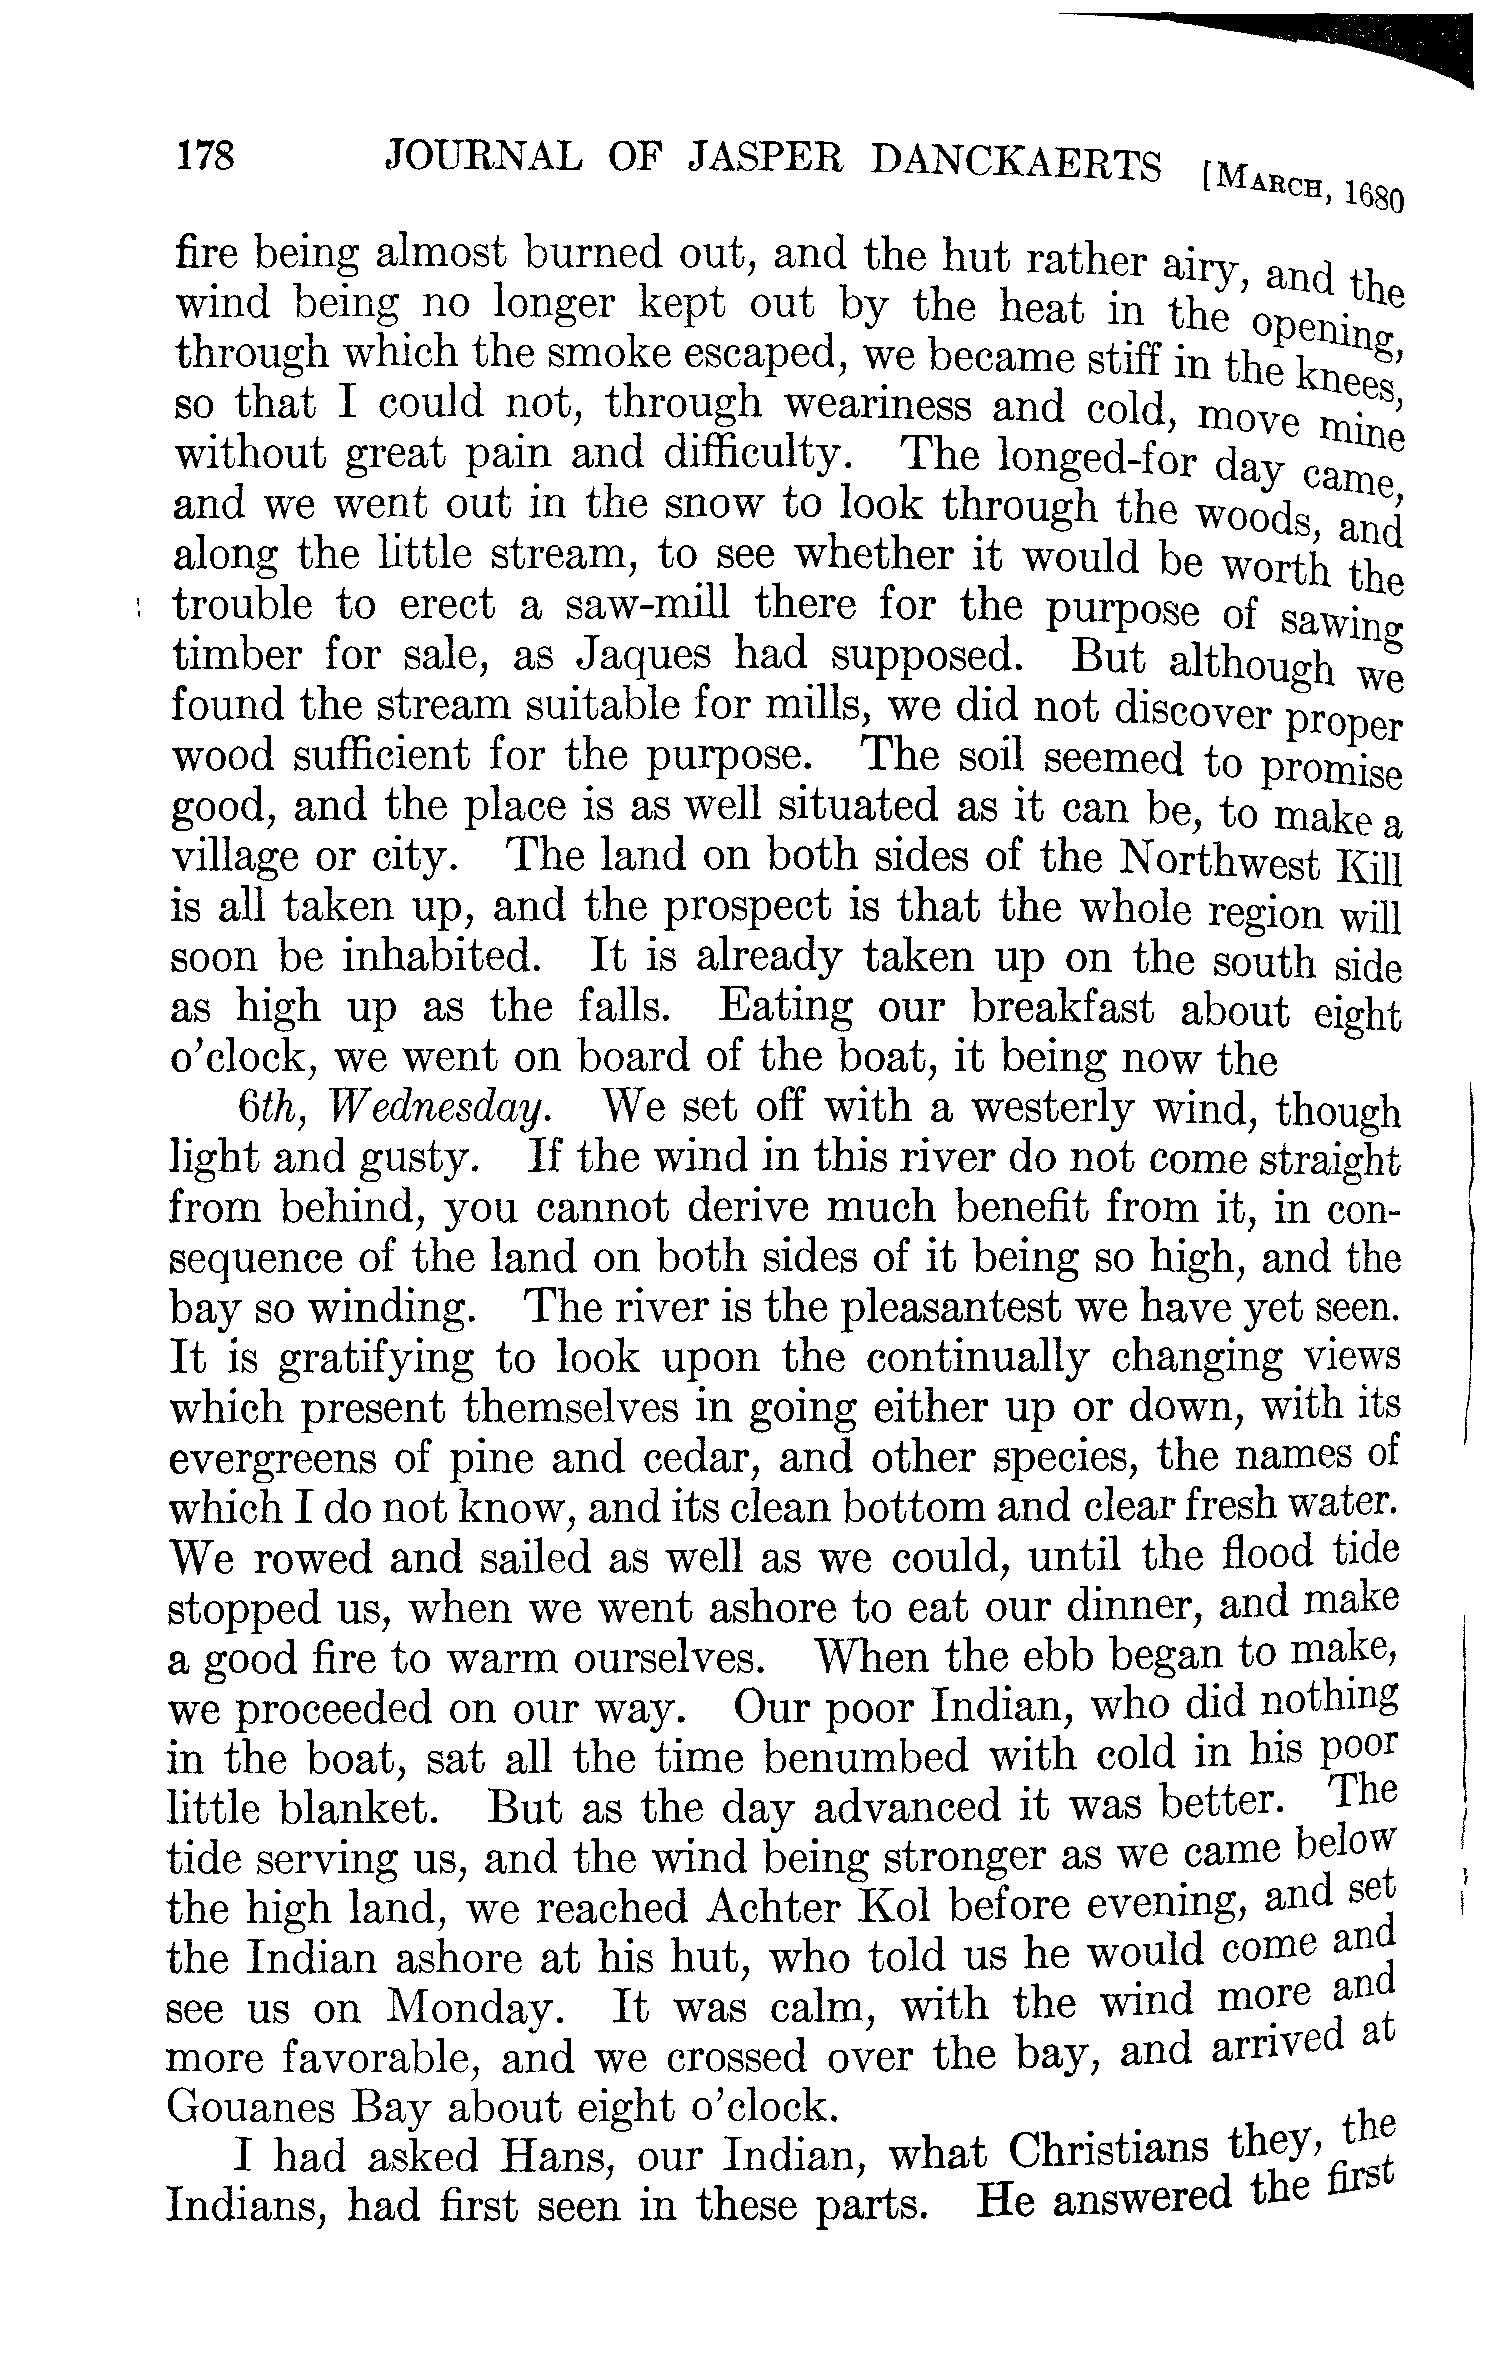 178 JOURNAL OF JASPER DANCKAERTS [MARCH, 1680
fire being almost burned out, and the hut rather airy, and the
wind being no longer kept out by the heat in the opening,
through which the smoke escaped, we became stiff in the knees,
so that I could not, through weariness and cold, move mine
without great pain and difficulty. The longed-for day came,
and we went out in the snow to look through the woods, and
along the little stream, to see whether it would be worth the
trouble to erect a saw-mill there for the purpose of sawing
timber for sale, as Jaques had supposed. But although we
found the stream suitable for mills, we did not discover proper
wood sufficient for the purpose. The soil seemed to promise
good, and the place is as well situated as it can be, to make a
village or city. The land on both sides of the Northwest Kill
is all taken up, and the prospect is that the whole region will
soon be inhabited. It is already taken up on the south side
as high up as the falls. Eating our breakfast about eight
o'clock, we went on board of the boat, it being now the
6th, Wednesday. We set off with a westerly wind, though
light and gusty. If the wind in this river do not come straight
from behind, you cannot derive much benefit from it, in con-
sequence of the land on both sides of it being so high, and the
bay so winding. The river is the pleasantest we have yet seen.
It is gratifying to look upon the continually changing views
which present themselves in going either up or down, with its
evergreens of pine and cedar, and other species, the names of
which I do not know, and its clean bottom and clear fresh water.
We rowed and sailed as well as we could, until the flood tide
stopped us, when we went ashore to eat our dinner, and make
a good fire to warm ourselves. When the ebb began to make,
we proceeded on our way. Our poor Indian, who did nothing
in the boat, sat all the time benumbed with cold in his poor
little blanket. But as the day advanced it was better. The
tide serving us, and the wind being stronger as we came below
the high land, we reached Achter Kol before evening, and set
the Indian ashore at his hut, who told us he would come and
see us on Monday. It was calm, with the wind more and
more favorable, and we crossed over the bay, and arrived at
Gouanes Bay about eight o'clock.
I had asked Hans, our Indian, what Christians they, the
Indians, had first seen in these parts. He answered the first